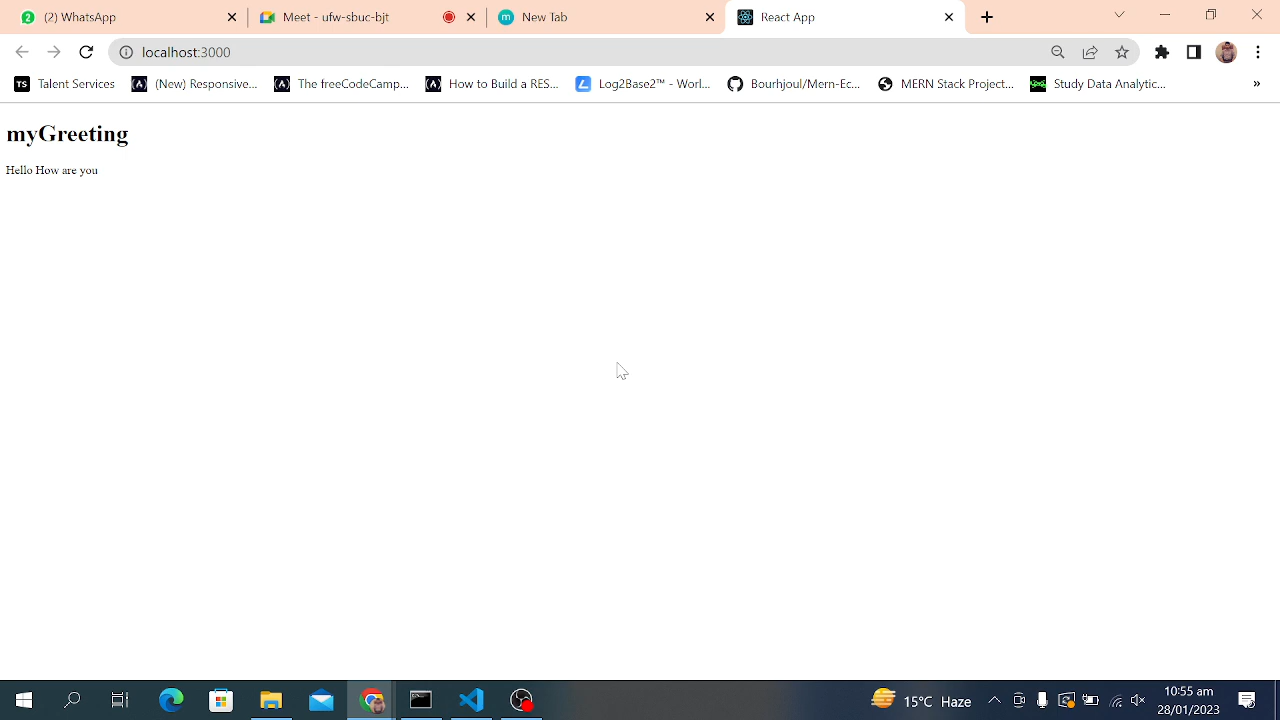 (2) WhatsApp
Meet - ufw-sbuc-bjt
New Tab
React App
localhost:3000
Talent Services
(New) Responsive...
The freeCodeCamp...
How to Build a RES...
Log2Base2™ - Worl...
Bourhjoul/Mern-Ec...
MERN Stack Project...
Study Data Analytic...
»
myGreeting
Hello How are you
15°C Haze
10:55 am
28/01/2023